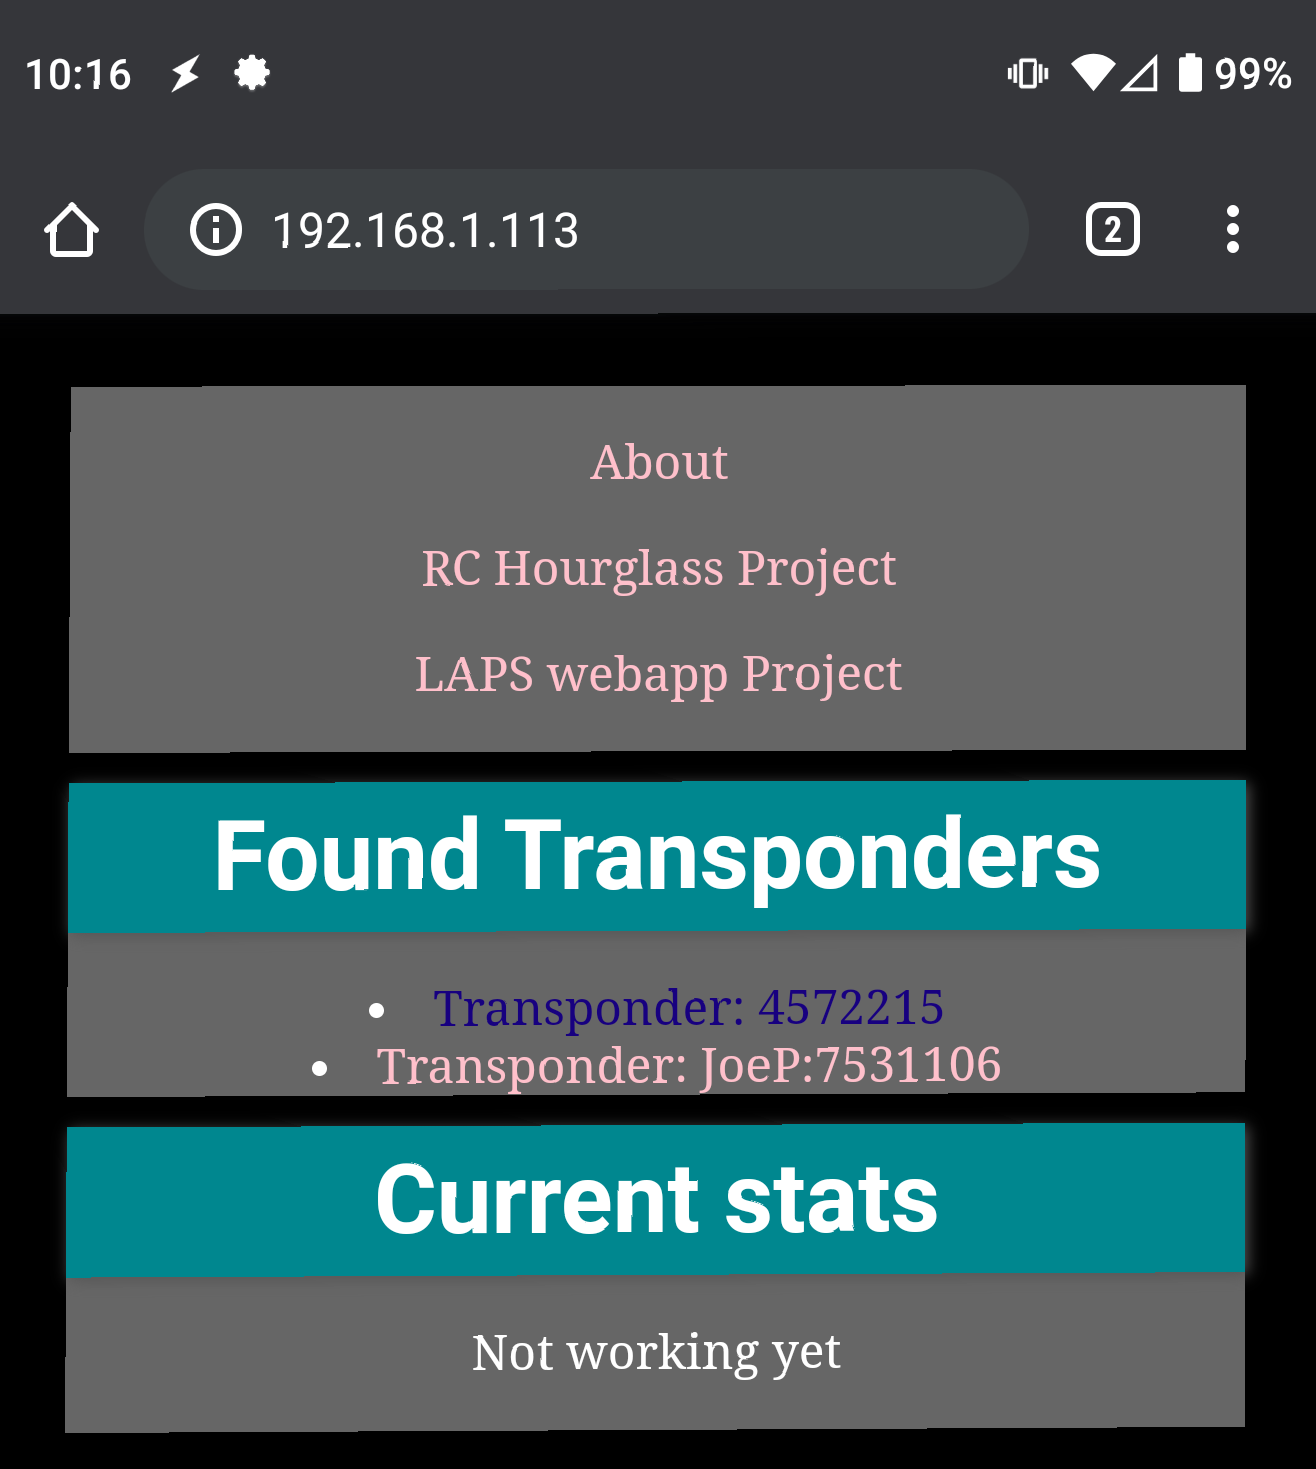 10:16 99%
192.168.1.113 2
About
RC Hourglass Project
LAPS webapp Project
Found Transponders
• Transponder: 4572215
• Transponder: JoeP:7531106
Current stats
Not working yet